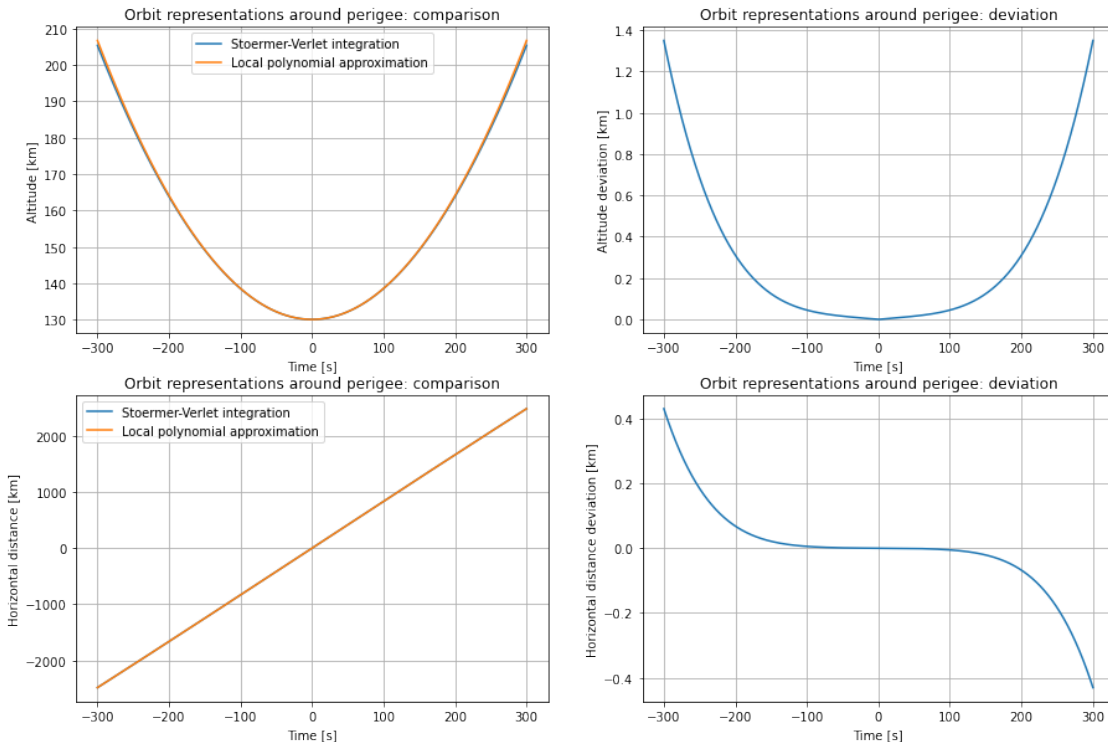 Orbit representations around perigee: comparison
Altitude [km]
210
200
190
180
170
160
150
140
130
Stoermer-Verlet integration
Local polynomial approximation
−300 −200 −100 0 100 200 300
Time [s]
Orbit representations around perigee: deviation
Altitude deviation [km]
1.4
1.2
1.0
0.8
0.6
0.4
0.2
0.0
−300 −200 −100 0 100 200 300
Time [s]
Orbit representations around perigee: comparison
Horizontal distance [km]
2000
1000
0
−1000
−2000
Stoermer-Verlet integration
Local polynomial approximation
−300 −200 −100 0 100 200 300
Time [s]
Orbit representations around perigee: deviation
Horizontal distance deviation [km]
0.4
0.2
0.0
−0.2
−0.4
−300 −200 −100 0 100 200 300
Time [s]